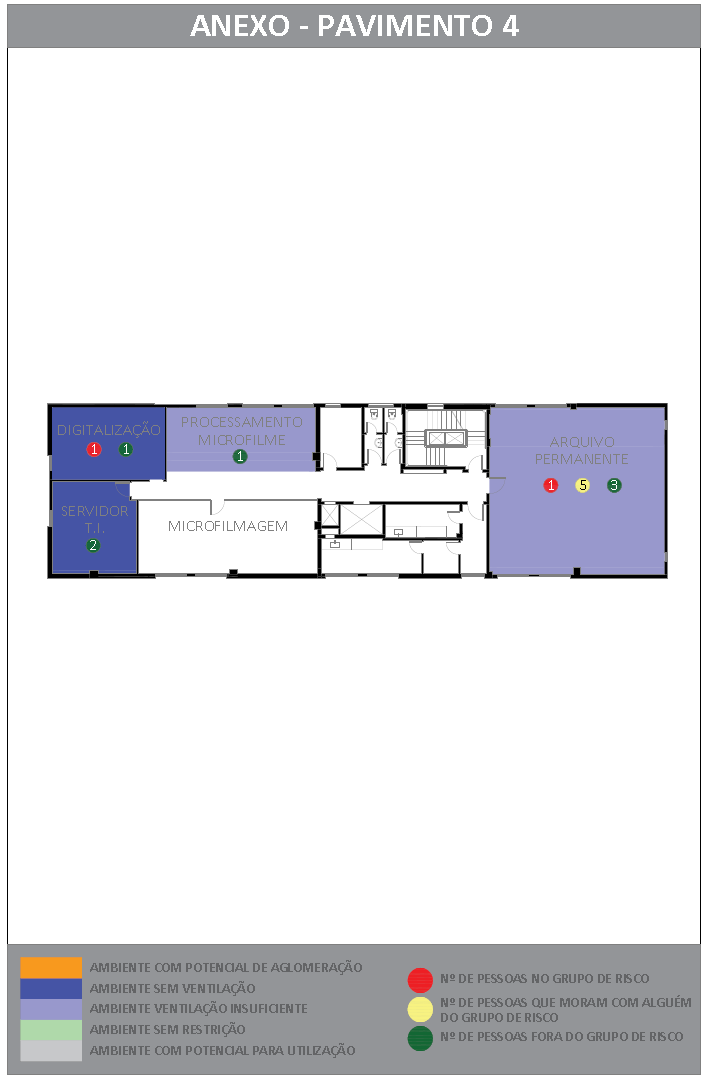 ANEXO - PAVIMENTO 4
DIGITALIZAÇÃO
1 1
PROCESSAMENTO
MICROFILME
1
ARQUIVO
PERMANENTE
1 5 3
SERVIDOR
T.I.
2
MICROFILMAGEM
AMBIENTE COM POTENCIAL DE AGLOMERAÇÃO
AMBIENTE SEM VENTILAÇÃO
AMBIENTE VENTILAÇÃO INSUFICIENTE
AMBIENTE SEM RESTRIÇÃO
AMBIENTE COM POTENCIAL PARA UTILIZAÇÃO
Nº DE PESSOAS NO GRUPO DE RISCO
Nº DE PESSOAS QUE MORAM COM ALGUÉM
DO GRUPO DE RISCO
Nº DE PESSOAS FORA DO GRUPO DE RISCO